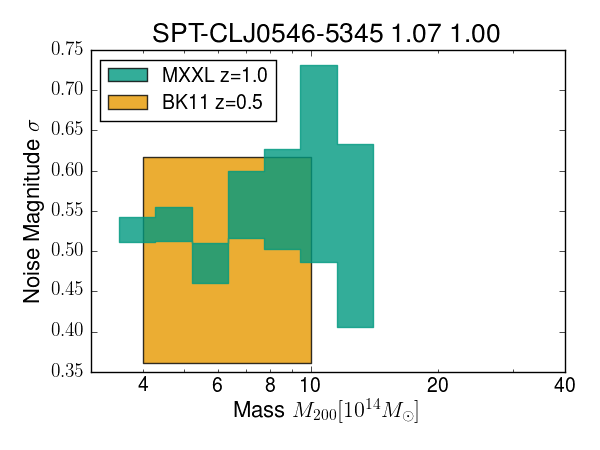 SPT-CLJ0546-5345 1.07 1.00
MXXL z=1.0
BK11 z=0.5
Noise Magnitude σ
0.75
0.70
0.65
0.60
0.55
0.50
0.45
0.40
0.35
4 6 8 10 20 40
Mass M₂₀₀[10¹⁴M☉]